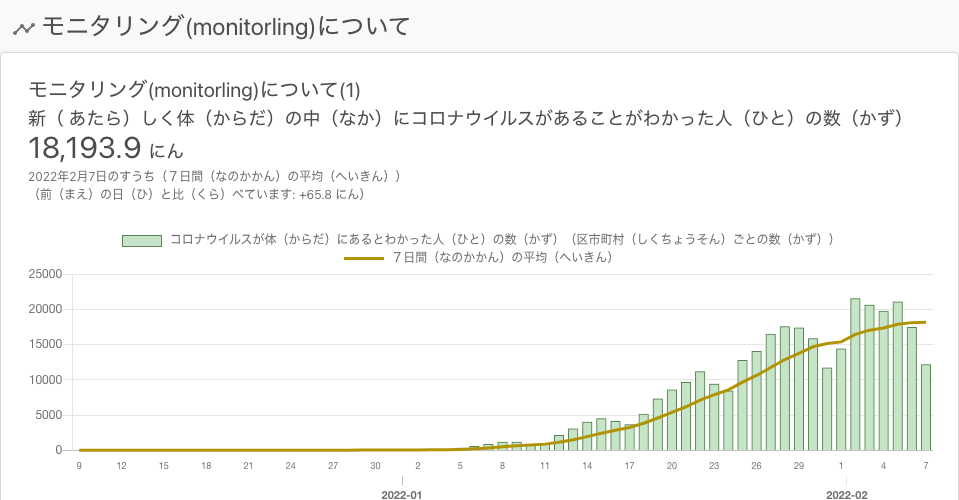 モニタリング(monitorling)について
モニタリング(monitorling)について(1)
新（ あたら）しく体（からだ）の中（なか）にコロナウイルスがあることがわかった人（ひと）の数（かず）
18,193.9 にん
2022年2月7日のすうち（７日間（なのかかん）の平均（へいきん））
（前（まえ）の日（ひ）と比（くら）べています: +65.8 にん）
コロナウイルスが体（からだ）にあるとわかった人（ひと）の数（かず）（区市町村（しくちょうそん）ごとの数（かず））
７日間（なのかかん）の平均（へいきん）
25000
20000
15000
10000
5000
0
9 12 15 18 21 24 27 30 2 5 8 11 14 17 20 23 26 29 1 4 7
2022-01 2022-02